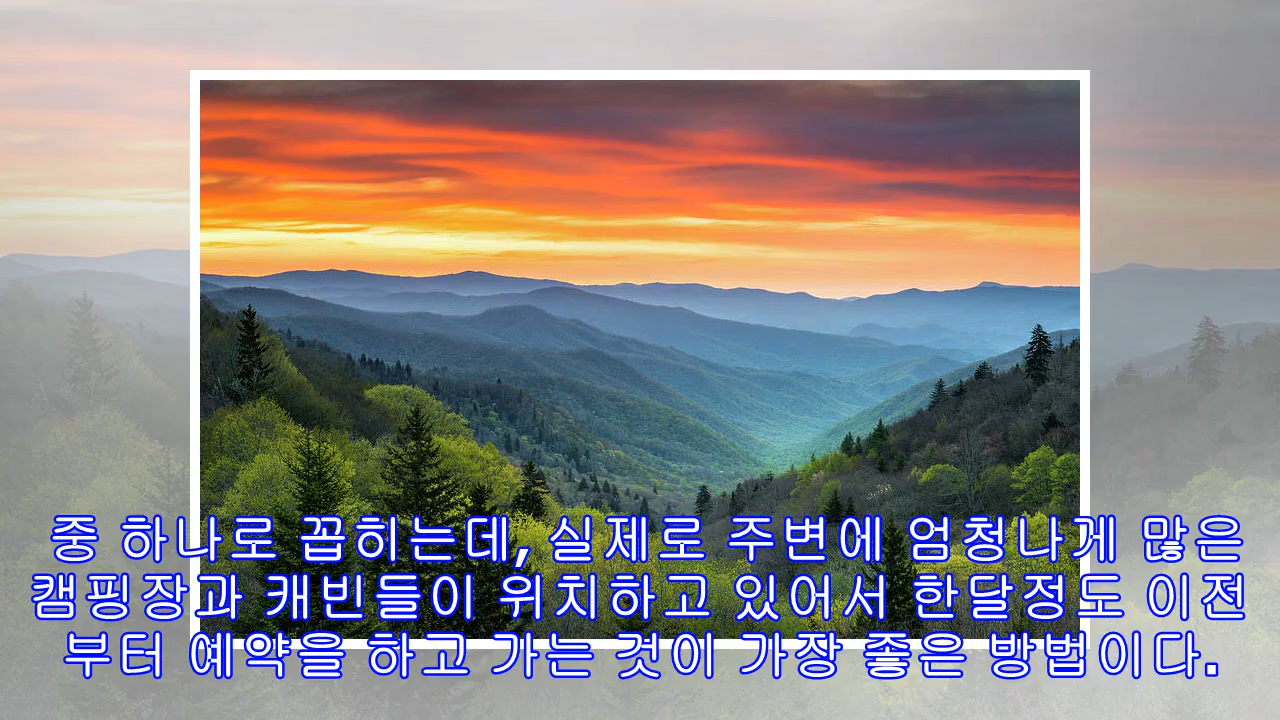 중 하나로 꼽히는데, 실제로 주변에 엄청나게 많은
캠핑장과 캐빈들이 위치하고 있어서 한달정도 이전
부터 예약을 하고 가는 것이 가장 좋은 방법이다.